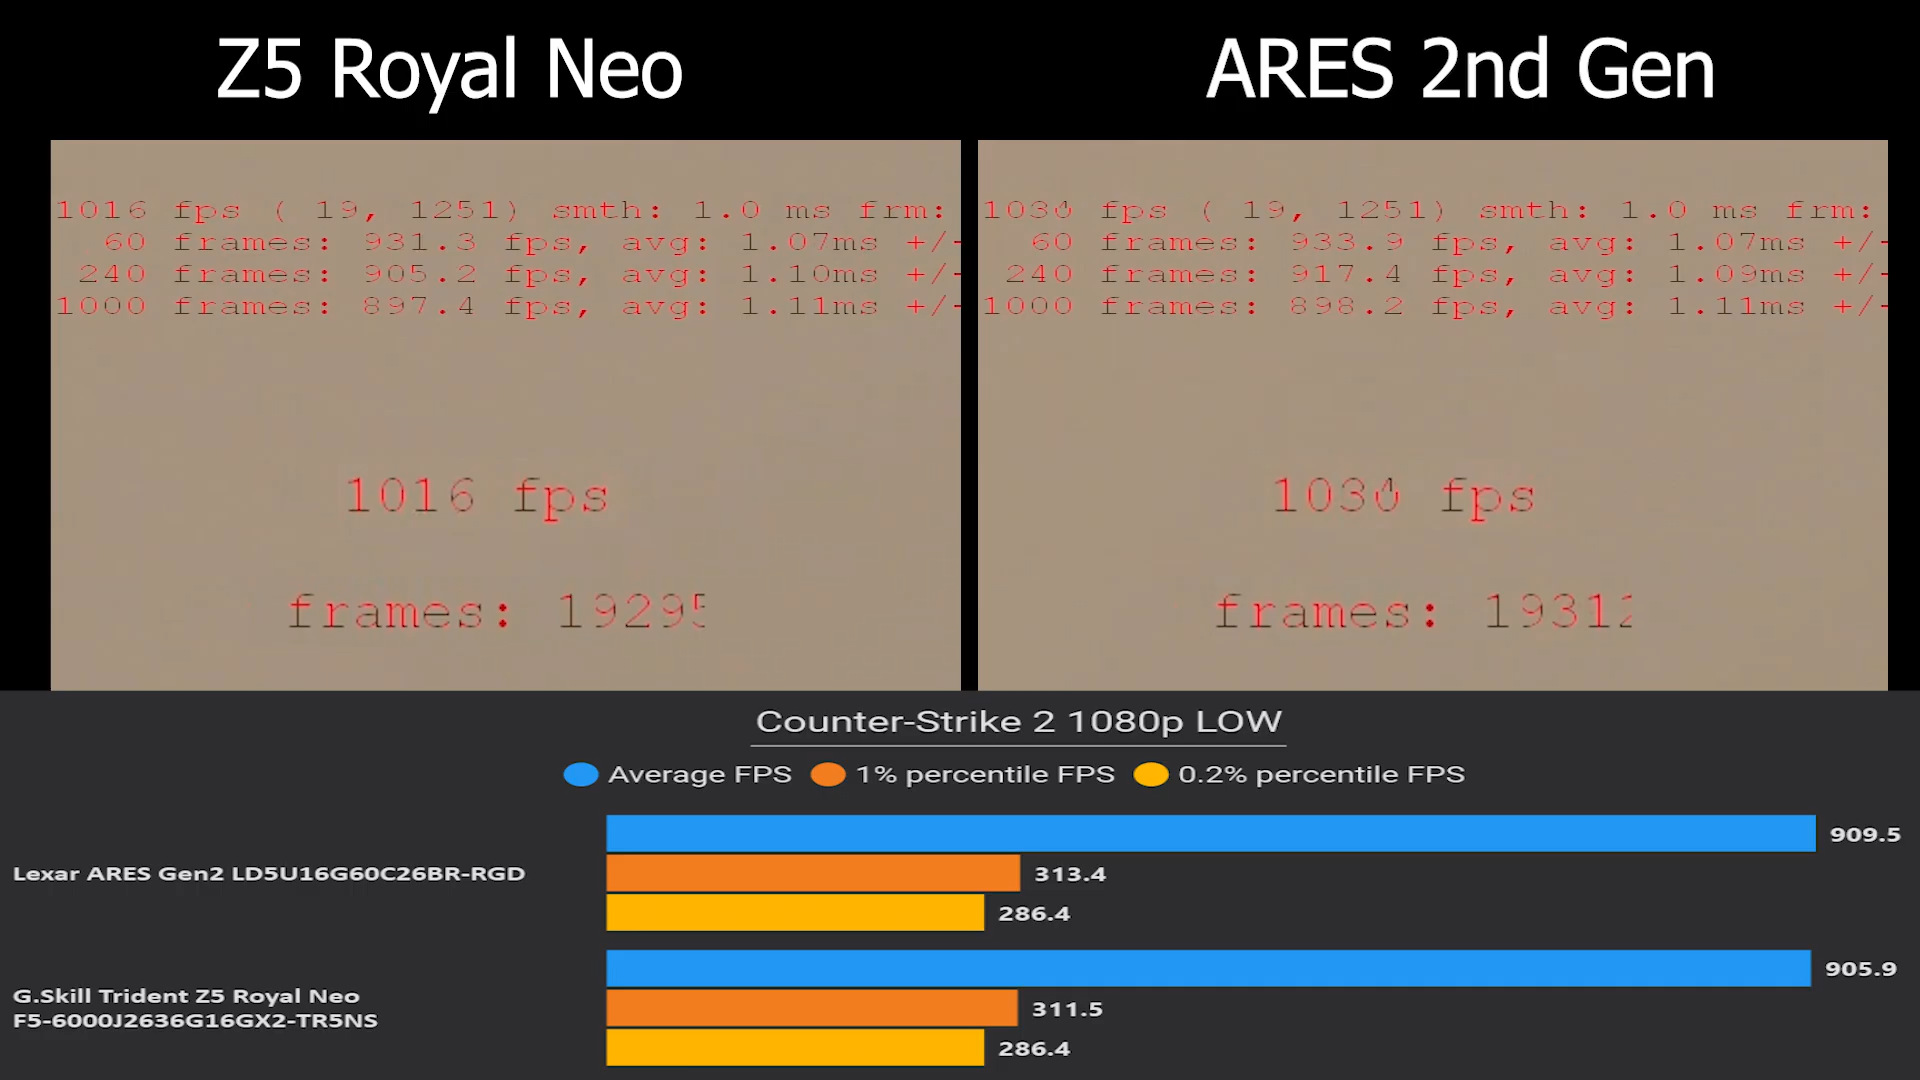 Z5 Royal Neo
ARES 2nd Gen
1016 fps ( 19, 1251) smth: 1.0 ms frm:
60 frames: 931.3 fps, avg: 1.07ms +/-
240 frames: 905.2 fps, avg: 1.10ms +/-
1000 frames: 897.4 fps, avg: 1.11ms +/-
1016 fps
frames: 19295
fps ( 19, 1251) smth: 1.0 ms frm:
60 frames: 933.9 fps, avg: 1.07ms +/-
240 frames: 917.4 fps, avg: 1.09ms +/-
1000 frames: 898.2 fps, avg: 1.11ms +/-
fps
frames: 19312
Counter-Strike 2 1080p LOW
Average FPS 1% percentile FPS 0.2% percentile FPS
909.5
Lexar ARES Gen2 LD5U16G60C26BR-RGD
313.4
286.4
905.9
G.Skill Trident Z5 Royal Neo
F5-6000J2636G16GX2-TR5NS
311.5
286.4